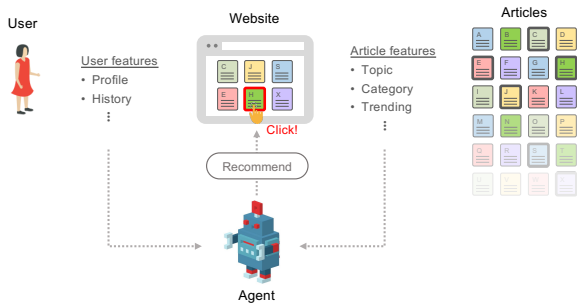 User
Website
Articles
User features
• Profile
• History
Article features
• Topic
• Category
• Trending
C J S
E H X
Click!
Recommend
Agent
A B C D
E F G H
I J K L
M N O P
Q R S T